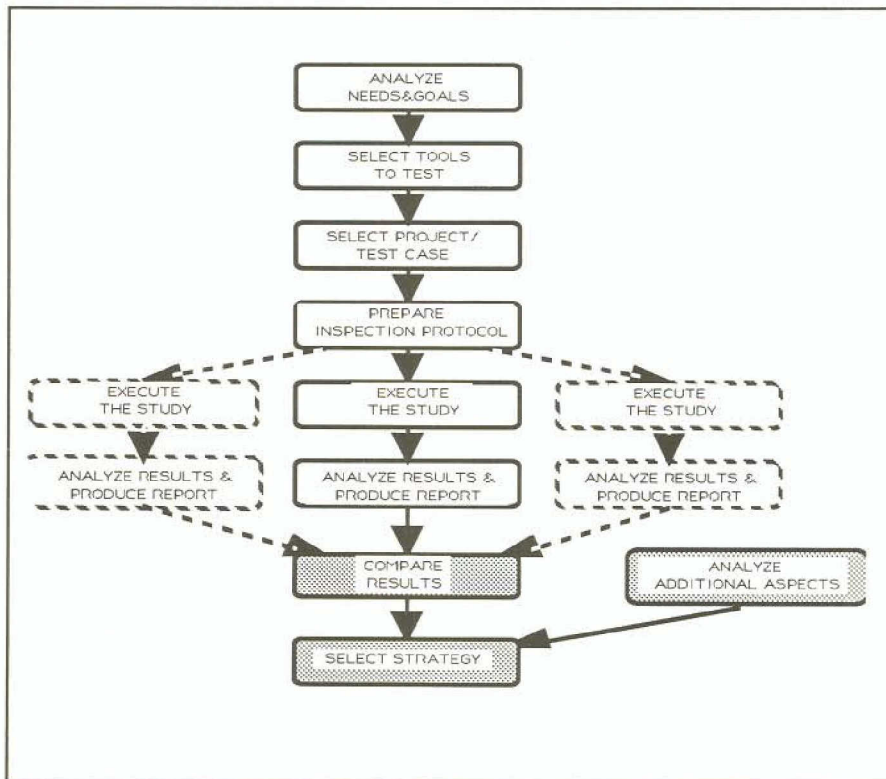 ANALYZE
NEEDS&GOALS
SELECT TOOLS
TO TEST
SELECT PROJECT/
TEST CASE
PREPARE
INSPECTION PROTOCOL
EXECUTE
THE STUDY
EXECUTE
THE STUDY
EXECUTE
THE STUDY
ANALYZE RESULTS &
PRODUCE REPORT
ANALYZE RESULTS &
PRODUCE REPORT
ANALYZE RESULTS &
PRODUCE REPORT
COMPARE
RESULTS
ANALYZE
ADDITIONAL ASPECTS
SELECT STRATEGY